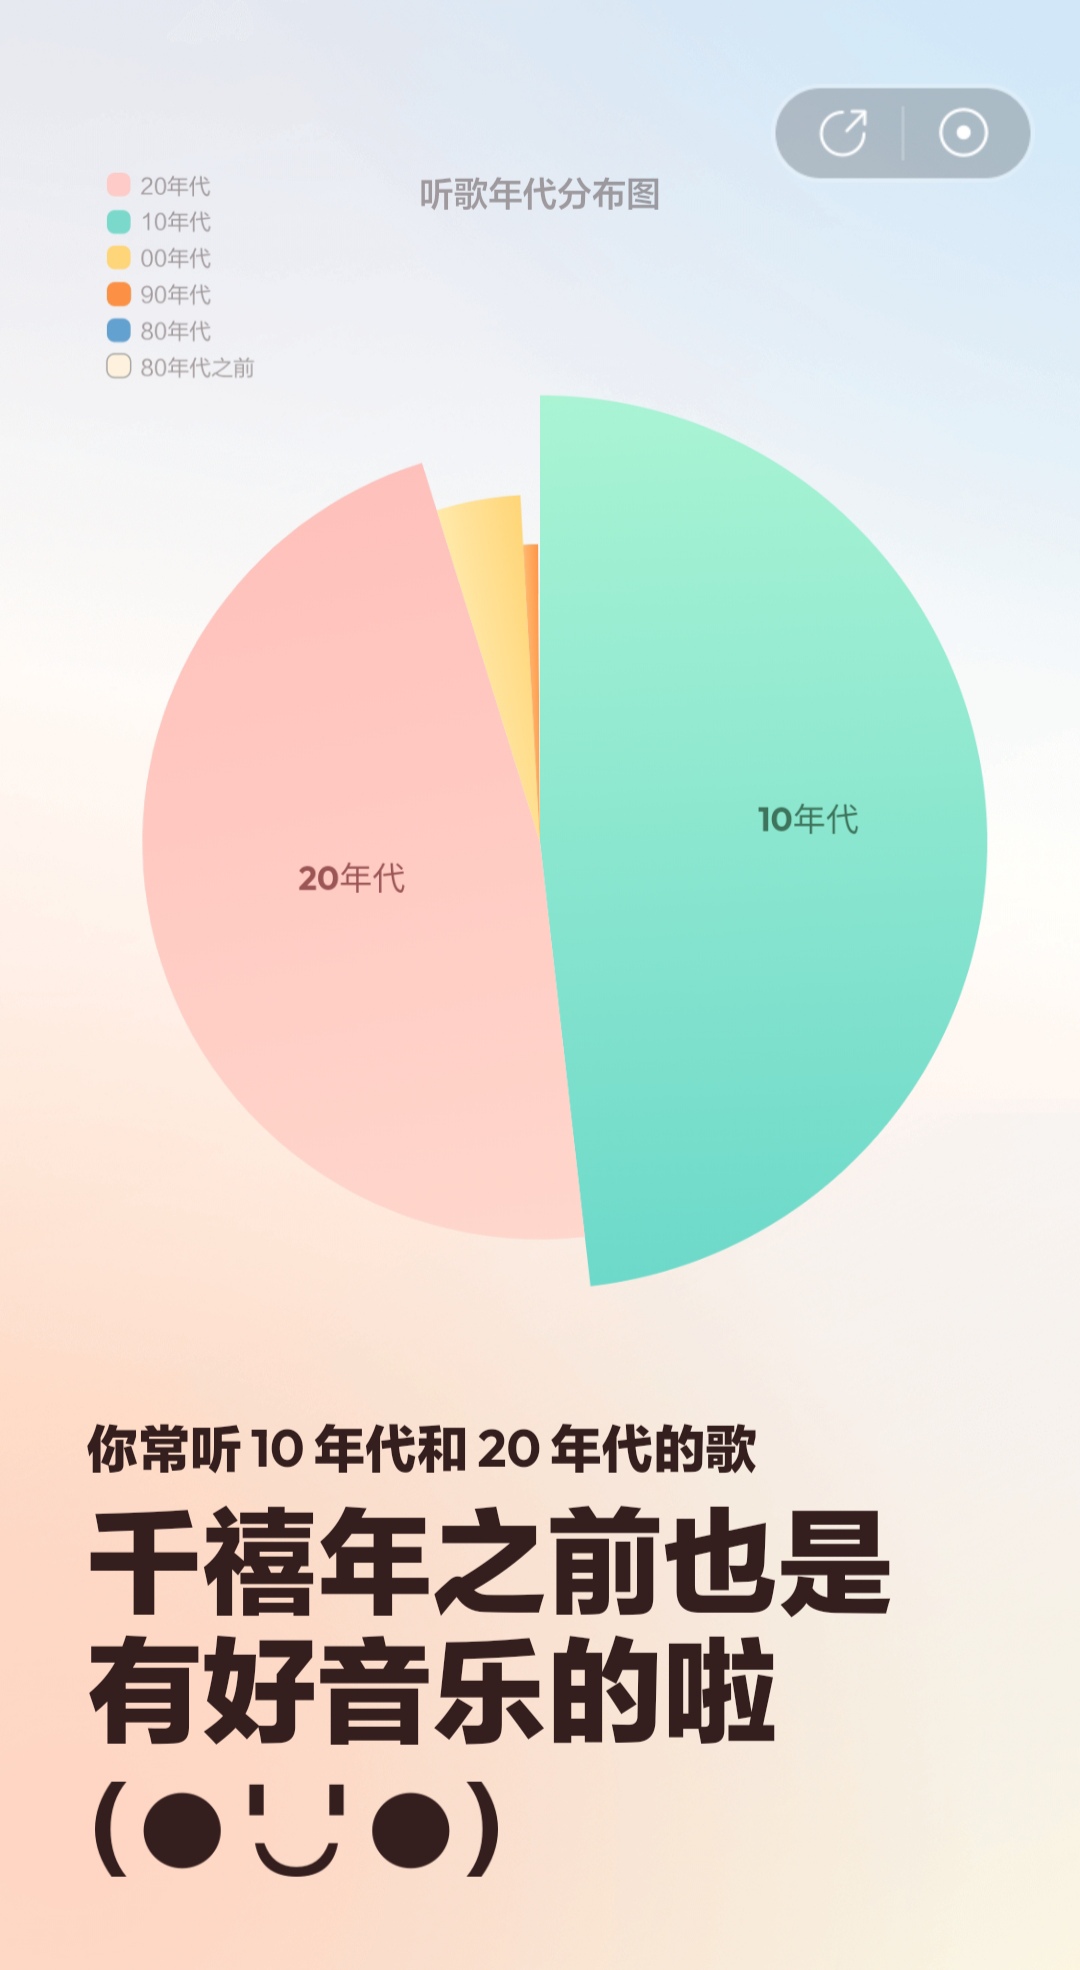 听歌年代分布图
20年代
10年代
00年代
90年代
80年代
80年代之前
10年代
20年代
你常听 10 年代和 20 年代的歌
千禧年之前也是
有好音乐的啦
(●'◡'●)